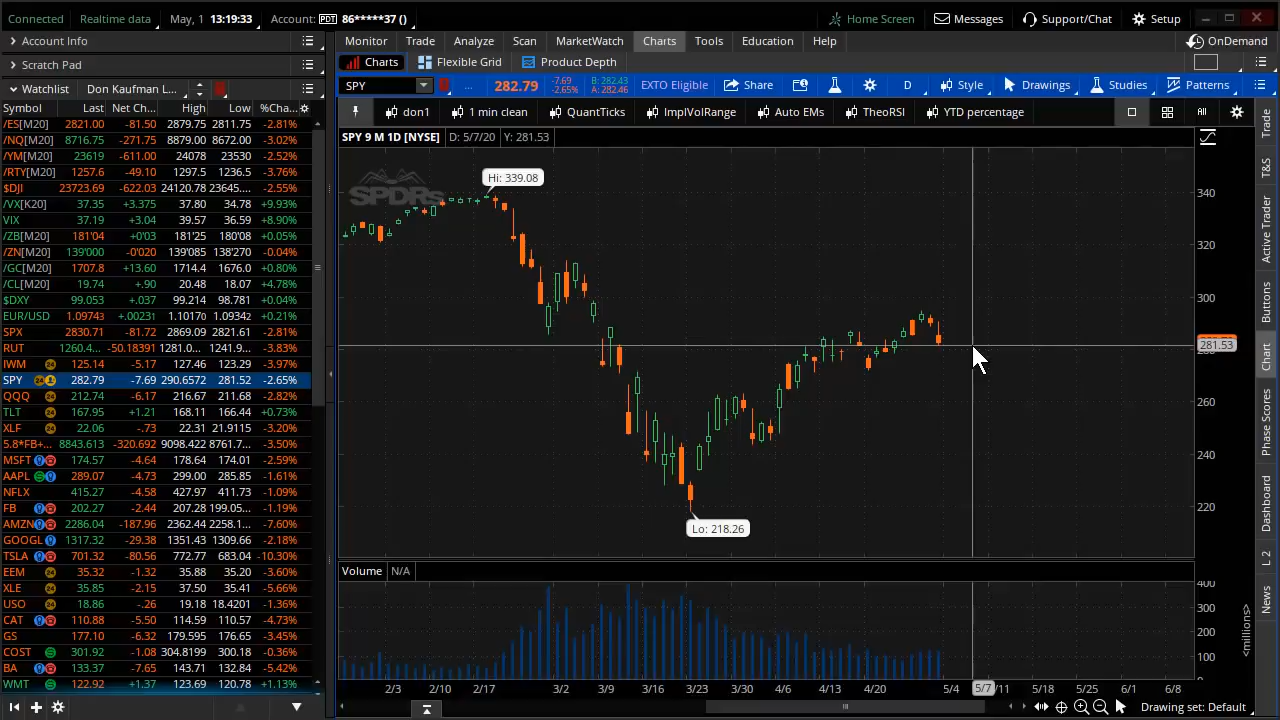 Connected Realtime data May, 1 13:19:33 Account: PDT 86*****37 () Home Screen Messages Support/Chat Setup
Account Info Monitor Trade Analyze Scan MarketWatch Charts Tools Education Help OnDemand
Scratch Pad Charts Flexible Grid Product Depth
Watchlist Don Kaufman L... SPY ... 282.79 -7.69 -2.65% B: 282.43 A: 282.46 EXTO Eligible Share D Style Drawings Studies Patterns
Symbol Last Net Ch... High Low %Cha...
don1 1 min clean QuantTicks ImplVolRange Auto EMs TheoRSI YTD percentage All
/ES[M20] 2821.00 -81.50 2879.75 2811.75 -2.81%
/NQ[M20] 8716.75 -271.75 8879.00 8672.00 -3.02%
/YM[M20] 23619 -611.00 24078 23530 -2.52%
/RTY[M20] 1257.6 -49.10 1297.5 1236.5 -3.76%
$DJI 23723.69 -622.03 24120.78 23645.... -2.55%
/VX[K20] 37.35 +3.375 37.80 34.78 +9.93%
VIX 37.19 +3.04 39.37 36.59 +8.90%
/ZB[M20] 181'04 +0'03 181'25 180'08 +0.05%
/ZN[M20] 139'000 -0'020 139'085 138'270 -0.04%
/GC[M20] 1707.8 +13.60 1714.4 1676.0 +0.80%
/CL[M20] 19.74 +.90 20.48 18.07 +4.78%
$DXY 99.053 +.037 99.214 98.781 +0.04%
EUR/USD 1.09743 +.00231 1.10170 1.09342 +0.21%
SPX 2830.71 -81.72 2869.09 2821.61 -2.81%
RUT 1260.4... -50.18391 1281.0... 1241.9... -3.83%
IWM 24 125.14 -5.17 127.46 123.29 -3.97%
SPY 24 282.79 -7.69 290.6572 281.52 -2.65%
QQQ 24 212.74 -6.17 216.67 211.68 -2.82%
TLT 24 167.95 +1.21 168.11 166.44 +0.73%
XLF 24 22.06 -.73 22.31 21.9115 -3.20%
5.8*FB+... 8843.613 -320.692 9098.422 8761.7... -3.50%
MSFT 174.57 -4.64 178.64 174.01 -2.59%
AAPL 289.07 -4.73 299.00 285.85 -1.61%
NFLX 415.27 -4.58 427.97 411.73 -1.09%
FB 202.27 -2.44 207.28 199.05... -1.19%
AMZN 2286.04 -187.96 2362.44 2258.1... -7.60%
GOOGL 1317.32 -29.38 1351.43 1309.66 -2.18%
TSLA 701.32 -80.56 772.77 683.04 -10.30%
EEM 24 35.32 -1.32 35.88 35.20 -3.60%
XLE 24 35.85 -2.15 37.50 35.41 -5.66%
USO 24 18.86 -.26 19.18 18.4201 -1.36%
CAT 110.88 -5.50 114.59 110.57 -4.73%
GS 177.10 -6.32 179.595 176.65 -3.45%
COST 301.92 -1.08 304.8199 300.18 -0.36%
BA 133.37 -7.65 143.71 132.84 -5.42%
WMT 122.92 +1.37 123.69 120.78 +1.13%
SPY 9 M 1D [NYSE] D: 5/7/20 Y: 281.53
SPDRs
Hi: 339.08
Lo: 218.26
340
320
300
281.53
260
240
220
Volume N/A
400
300
200
100
<millions>
2/3 2/10 2/17 3/2 3/9 3/16 3/23 3/30 4/6 4/13 4/20 5/4 5/7 /11 5/18 5/25 6/1 6/8
Drawing set: Default
Trade
T&S
Active Trader
Buttons
Chart
Phase Scores
Dashboard
L 2
News